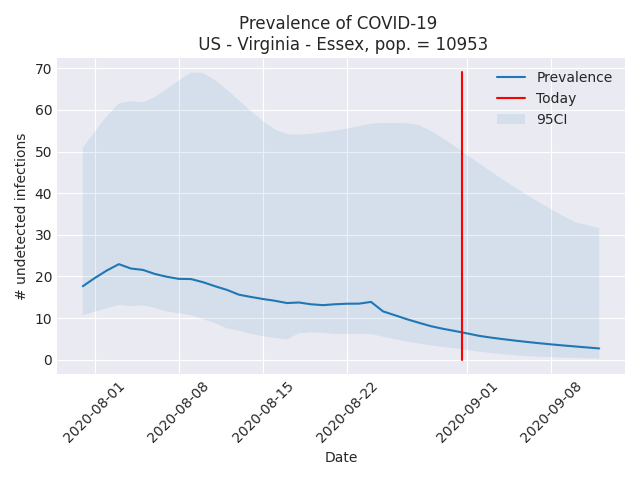 Prevalence of COVID-19
US - Virginia - Essex, pop. = 10953
70
60
50
40
30
20
10
0
# undetected infections
Prevalence
Today
95CI
2020-08-01
2020-08-08
2020-08-15
2020-08-22
2020-09-01
2020-09-08
Date